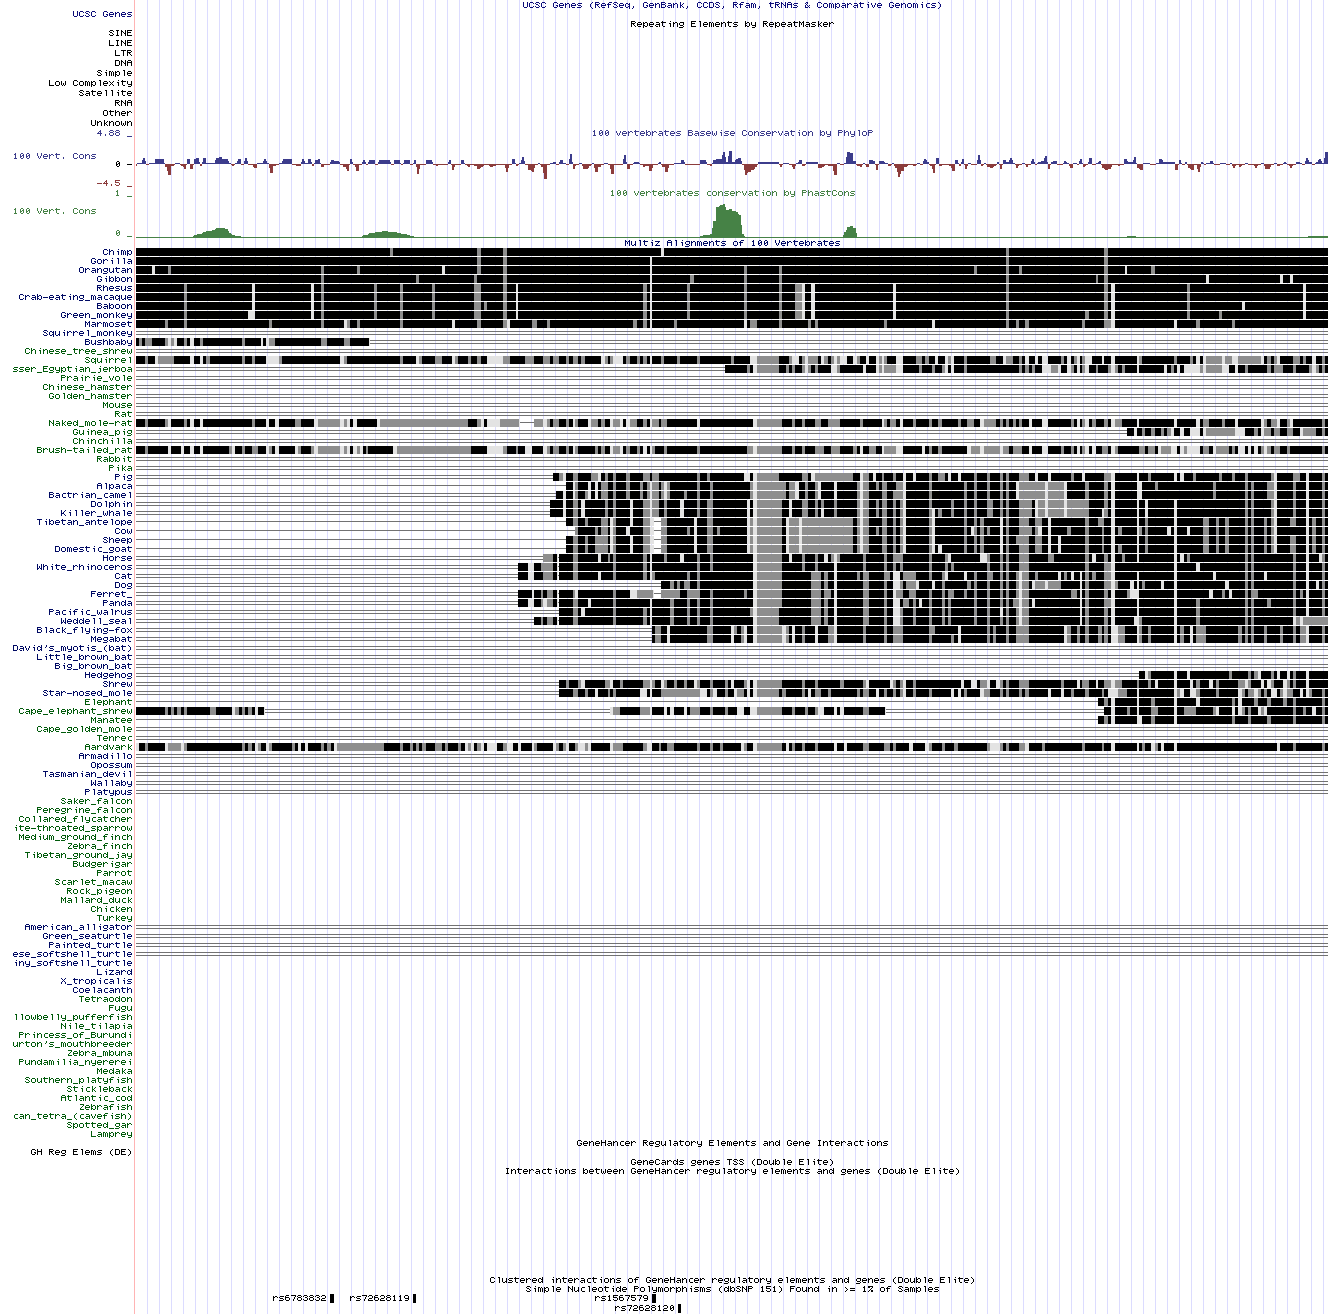 UCSC Genes (RefSeq, GenBank, CCDS, Rfam, tRNAs & Comparative Genomics)
UCSC Genes
Repeating Elements by RepeatMasker
SINE
LINE
LTR
DNA
Simple
Low Complexity
Satellite
RNA
Other
Unknown
100 vertebrates Basewise Conservation by PhyloP
4.88 _
100 Vert. Cons
0 _
-4.5 _
100 vertebrates conservation by PhastCons
1 _
100 Vert. Cons
0 _
Multiz Alignments of 100 Vertebrates
Chimp
Gorilla
Orangutan
Gibbon
Rhesus
Crab-eating_macaque
Baboon
Green_monkey
Marmoset
Squirrel_monkey
Bushbaby
Chinese_tree_shrew
Squirrel
sser_Egyptian_jerboa
Prairie_vole
Chinese_hamster
Golden_hamster
Mouse
Rat
Naked_mole-rat
Guinea_pig
Chinchilla
Brush-tailed_rat
Rabbit
Pika
Pig
Alpaca
Bactrian_camel
Dolphin
Killer_whale
Tibetan_antelope
Cow
Sheep
Domestic_goat
Horse
White_rhinoceros
Cat
Dog
Ferret_
Panda
Pacific_walrus
Weddell_seal
Black_flying-fox
Megabat
David's_myotis_(bat)
Little_brown_bat
Big_brown_bat
Hedgehog
Shrew
Star-nosed_mole
Elephant
Cape_elephant_shrew
Manatee
Cape_golden_mole
Tenrec
Aardvark
Armadillo
Opossum
Tasmanian_devil
Wallaby
Platypus
Saker_falcon
Peregrine_falcon
Collared_flycatcher
ite-throated_sparrow
Medium_ground_finch
Zebra_finch
Tibetan_ground_jay
Budgerigar
Parrot
Scarlet_macaw
Rock_pigeon
Mallard_duck
Chicken
Turkey
American_alligator
Green_seaturtle
Painted_turtle
ese_softshell_turtle
iny_softshell_turtle
Lizard
X_tropicalis
Coelacanth
Tetraodon
Fugu
llowbelly_pufferfish
Nile_tilapia
Princess_of_Burundi
urton's_mouthbreeder
Zebra_mbuna
Pundamilia_nyererei
Medaka
Southern_platyfish
Stickleback
Atlantic_cod
Zebrafish
can_tetra_(cavefish)
Spotted_gar
Lamprey
GeneHancer Regulatory Elements and Gene Interactions
GH Reg Elems (DE)
GeneCards genes TSS (Double Elite)
Interactions between GeneHancer regulatory elements and genes (Double Elite)
Clustered interactions of GeneHancer regulatory elements and genes (Double Elite)
Simple Nucleotide Polymorphisms (dbSNP 151) Found in >= 1% of Samples
rs6783832 rs72628119 rs1567579
rs72628120